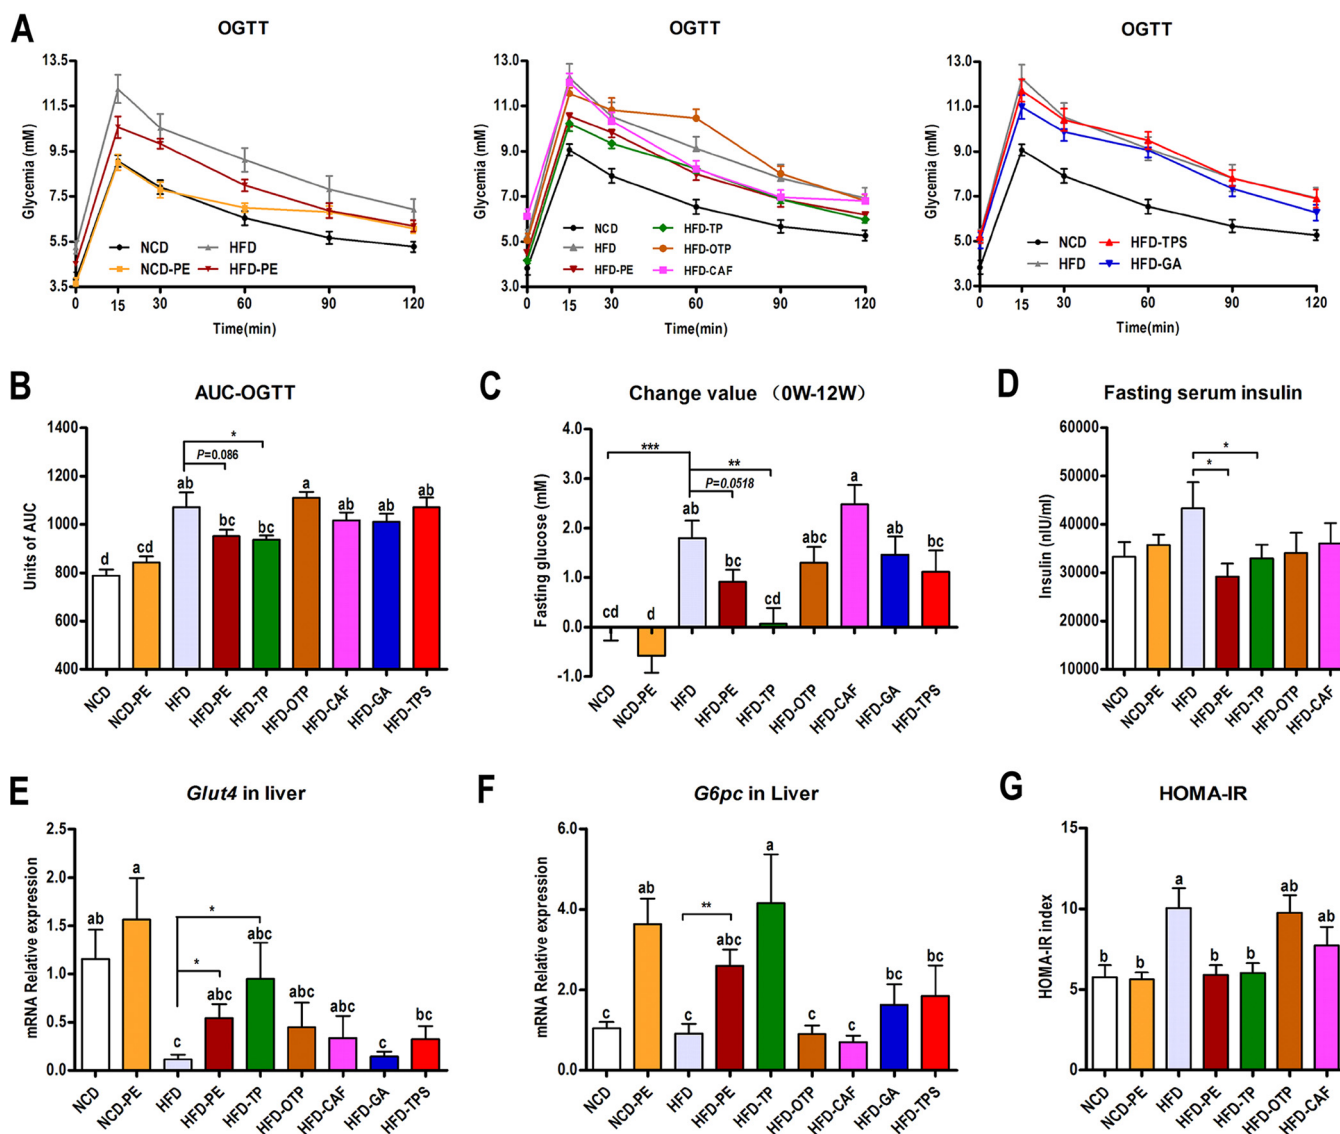 A
OGTT
Glycemia (mM)
13.5
11.5
9.5
7.5
5.5
3.5
NCD
HFD
NCD-PE
HFD-PE
0 15 30 60 90 120
Time(min)
OGTT
Glycemia (mM)
13.0
11.0
9.0
7.0
5.0
3.0
NCD
HFD-TP
HFD
HFD-OTP
HFD-PE
HFD-CAF
0 15 30 60 90 120
Time(min)
OGTT
Glycemia (mM)
13.0
11.0
9.0
7.0
5.0
3.0
NCD
HFD-TPS
HFD
HFD-GA
0 15 30 60 90 120
Time(min)
B
AUC-OGTT
Units of AUC
1400
1200
1000
800
600
400
*
P=0.086
d cd ab bc bc a ab ab ab
NCD NCD-PE HFD HFD-PE HFD-TP HFD-OTP HFD-CAF HFD-GA HFD-TPS
C
Change value （0W-12W）
Fasting glucose (mM)
4.0
3.0
2.0
1.0
0.0
-1.0
***
**
P=0.0518
cd d ab bc cd abc a ab bc
NCD NCD-PE HFD HFD-PE HFD-TP HFD-OTP HFD-CAF HFD-GA HFD-TPS
D
Fasting serum insulin
Insulin (nIU/ml)
60000
50000
40000
30000
20000
10000
*
*
NCD NCD-PE HFD HFD-PE HFD-TP HFD-OTP HFD-CAF
E
Glut4 in liver
mRNA Relative expression
2.5
2.0
1.5
1.0
0.5
0.0
*
*
ab a c abc abc abc abc c bc
NCD NCD-PE HFD HFD-PE HFD-TP HFD-OTP HFD-CAF HFD-GA HFD-TPS
F
G6pc in Liver
mRNA Relative expression
6.0
4.0
2.0
0.0
**
c ab c abc a c c bc bc
NCD NCD-PE HFD HFD-PE HFD-TP HFD-OTP HFD-CAF HFD-GA HFD-TPS
G
HOMA-IR
HOMA-IR index
15
10
5
0
b b a b b ab ab
NCD NCD-PE HFD HFD-PE HFD-TP HFD-OTP HFD-CAF